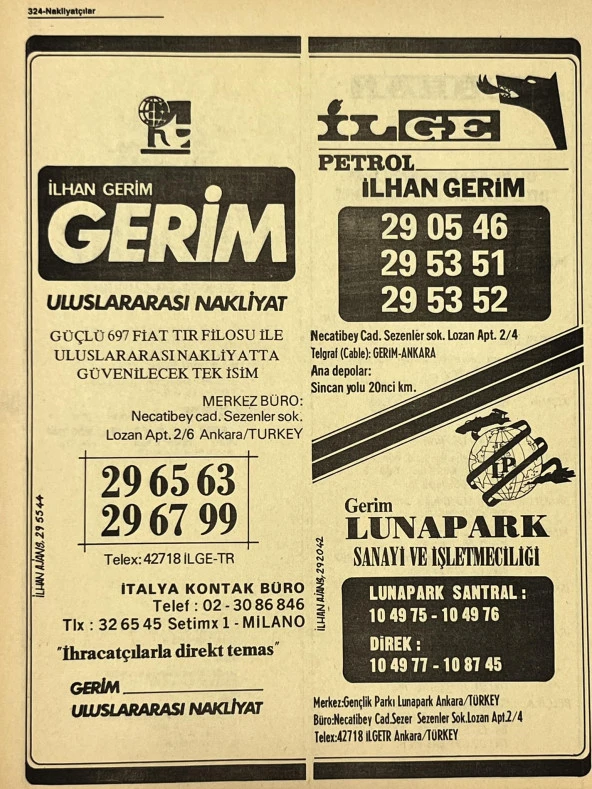 324-Nakliyatçılar
ht
İLHAN GERİM
GERİM
ULUSLARARASI NAKLİYAT
GÜÇLÜ 697 FİAT TIR FİLOSU İLE
ULUSLARARASI NAKLİYATTA
GÜVENİLECEK TEK İSİM
MERKEZ BÜRO:
Necatibey cad. Sezenler sok.
Lozan Apt. 2/6 Ankara/TURKEY
29 65 63
29 67 99
Telex: 42718 İLGE-TR
İTALYA KONTAK BÜRO
Telef : 02 - 30 86 846
Tlx : 32 65 45 Setimx 1 - MİLANO
"İhracatçılarla direkt temas"
GERİM
ULUSLARARASI NAKLİYAT
İLHAN AJANS, 29 55 44
İLGE
PETROL
İLHAN GERİM
29 05 46
29 53 51
29 53 52
Necatibey Cad. Sezenler sok. Lozan Apt. 2/4
Telgraf (Cable): GERİM-ANKARA
Ana depolar:
Sincan yolu 20nci km.
LP
Gerim
LUNAPARK
SANAYİ VE İŞLETMECİLİĞİ
LUNAPARK SANTRAL :
10 49 75 - 10 49 76
DİREK :
10 49 77 - 10 87 45
Merkez:Gençlik Parkı Lunapark Ankara/TÜRKEY
Büro:Necatibey Cad.Sezer Sezenler Sok.Lozan Apt.2/4
Telex:42718 ILGETR Ankara/TÜRKEY
İLHAN AJANS, 29 20 42